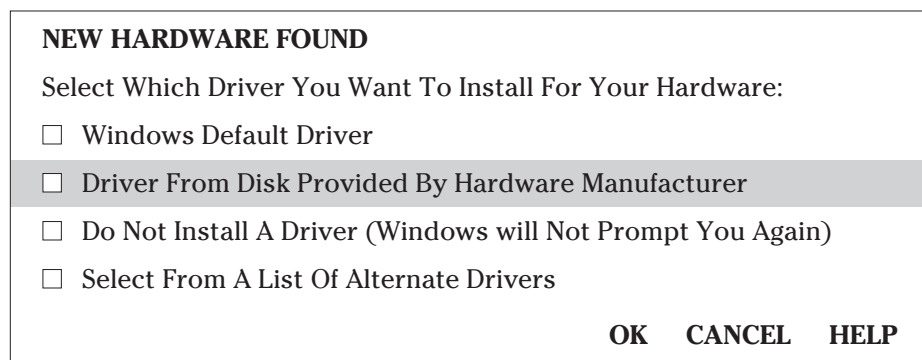 NEW HARDWARE FOUND
Select Which Driver You Want To Install For Your Hardware:
☐ Windows Default Driver
☐ Driver From Disk Provided By Hardware Manufacturer
☐ Do Not Install A Driver (Windows will Not Prompt You Again)
☐ Select From A List Of Alternate Drivers
OK CANCEL HELP